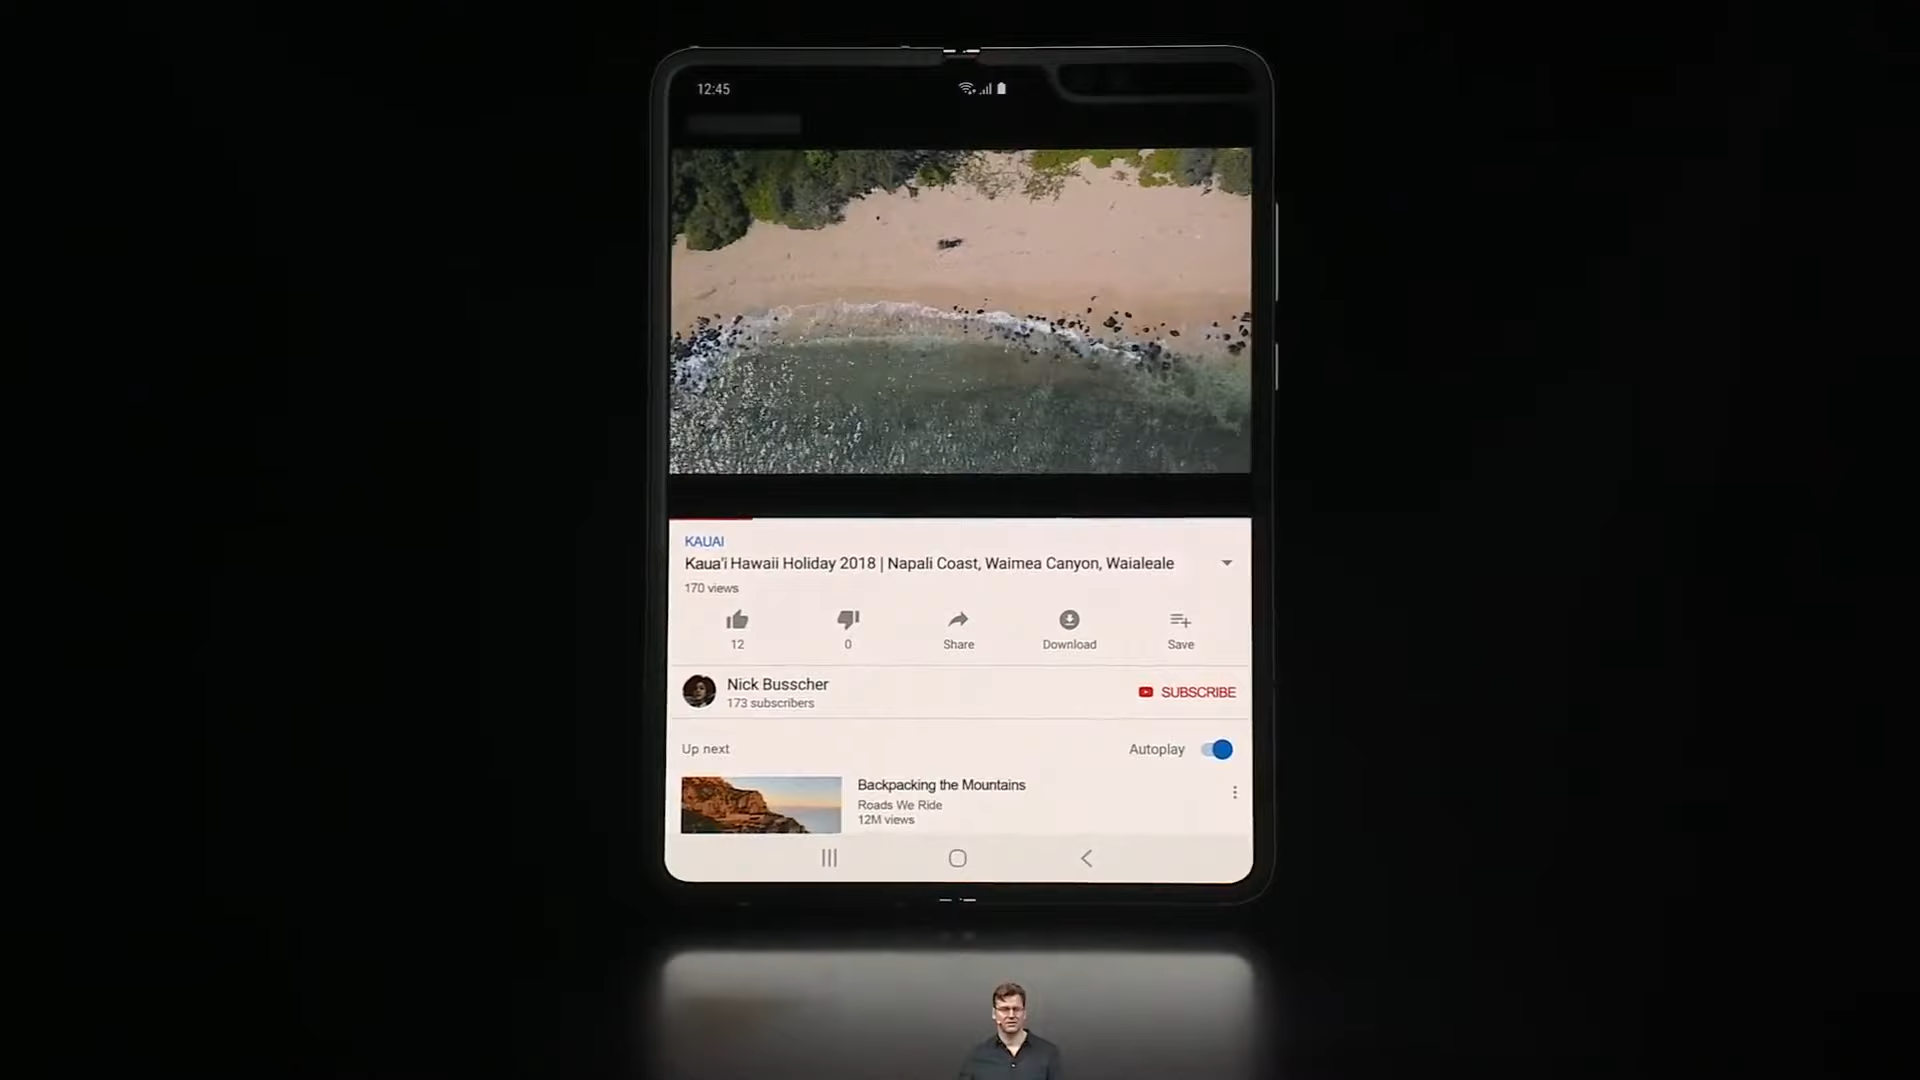 12:45
KAUAI
Kaua'i Hawaii Holiday 2018 | Napali Coast, Waimea Canyon, Waialeale
170 views
12
0
Share
Download
Save
Nick Busscher
173 subscribers
SUBSCRIBE
Up next
Autoplay
Backpacking the Mountains
Roads We Ride
12M views